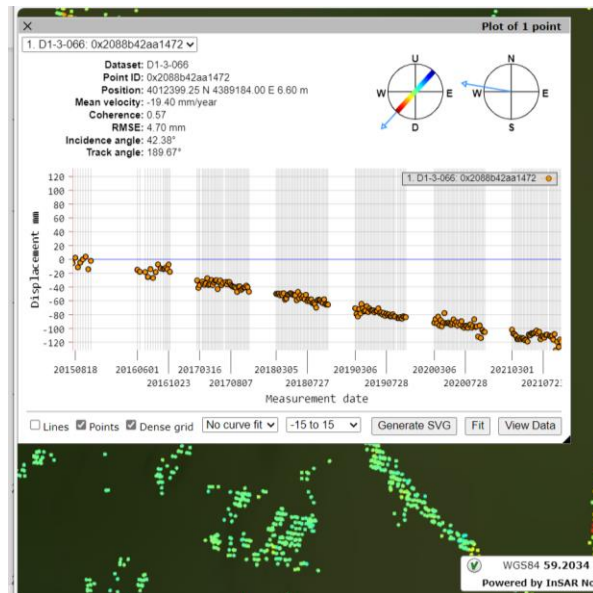 Plot of 1 point
1. D1-3-066: 0x2088b42aa1472
Dataset: D1-3-066
Point ID: 0x2088b42aa1472
Position: 4012399.25 N 4389184.00 E 6.60 m
Mean velocity: -19.40 mm/year
Coherence: 0.57
RMSE: 4.70 mm
Incidence angle: 42.38°
Track angle: 189.67°
U
W E
D
N
W E
S
1. D1-3-066: 0x2088b42aa1472
Displacement mm
120
100
80
60
40
20
0
-20
-40
-60
-80
-100
-120
20150818 20160601 20170316 20180305 20190306 20200306 20210301
20161023 20170807 20180727 20190728 20200728 2021072
Measurement date
Lines Points Dense grid No curve fit -15 to 15 Generate SVG Fit View Data
WGS84 59.2034
Powered by InSAR No